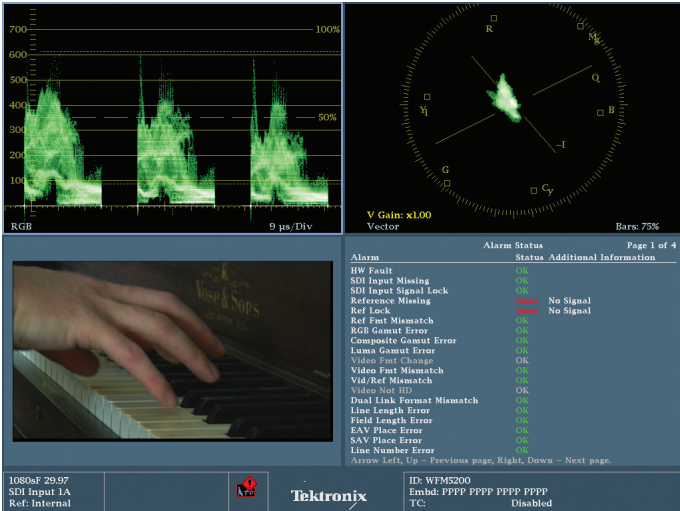 700
600
500
400
300
200
100
100%
50%
RGB
9 µs/Div
R
Mg
Q
B
Yl
-I
G
Cy
V Gain: x1.00
Vector
Bars: 75%
Vose & Sons
Alarm Status
Page 1 of 4
Alarm
Status
Additional Information
HW Fault OK
SDI Input Missing OK
SDI Input Signal Lock OK
Reference Missing No Signal
Ref Lock No Signal
Ref Fmt Mismatch OK
RGB Gamut Error OK
Composite Gamut Error OK
Luma Gamut Error OK
Video Fmt Change OK
Video Fmt Mismatch OK
Vid/Ref Mismatch OK
Video Not HD OK
Dual Link Format Mismatch OK
Line Length Error OK
Field Length Error OK
EAV Place Error OK
SAV Place Error OK
Line Number Error OK
Arrow Left, Up – Previous page, Right, Down – Next page.
1080sF 29.97
SDI Input 1A
Ref: Internal
Tektronix
ID: WFM5200
Embd: PPPP PPPP PPPP PPPP
TC: Disabled